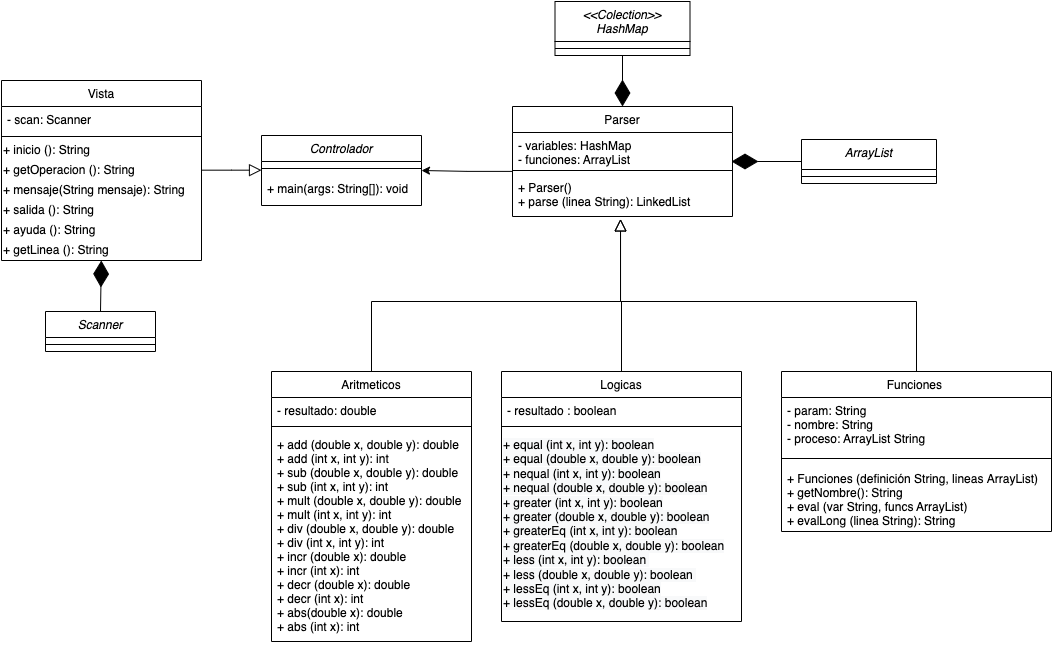 <<Colection>>
HashMap
Vista
- scan: Scanner
+ inicio (): String
+ getOperacion (): String
+ mensaje(String mensaje): String
+ salida (): String
+ ayuda (): String
+ getLinea (): String
Scanner
Controlador
+ main(args: String[]): void
Parser
- variables: HashMap
- funciones: ArrayList
+ Parser()
+ parse (linea String): LinkedList
ArrayList
Aritmeticos
- resultado: double
+ add (double x, double y): double
+ add (int x, int y): int
+ sub (double x, double y): double
+ sub (int x, int y): int
+ mult (double x, double y): double
+ mult (int x, int y): int
+ div (double x, double y): double
+ div (int x, int y): int
+ incr (double x): double
+ incr (int x): int
+ decr (double x): double
+ decr (int x): int
+ abs(double x): double
+ abs (int x): int
Logicas
- resultado : boolean
+ equal (int x, int y): boolean
+ equal (double x, double y): boolean
+ nequal (int x, int y): boolean
+ nequal (double x, double y): boolean
+ greater (int x, int y): boolean
+ greater (double x, double y): boolean
+ greaterEq (int x, int y): boolean
+ greaterEq (double x, double y): boolean
+ less (int x, int y): boolean
+ less (double x, double y): boolean
+ lessEq (int x, int y): boolean
+ lessEq (double x, double y): boolean
Funciones
- param: String
- nombre: String
- proceso: ArrayList String
+ Funciones (definición String, lineas ArrayList)
+ getNombre(): String
+ eval (var String, funcs ArrayList)
+ evalLong (linea String): String